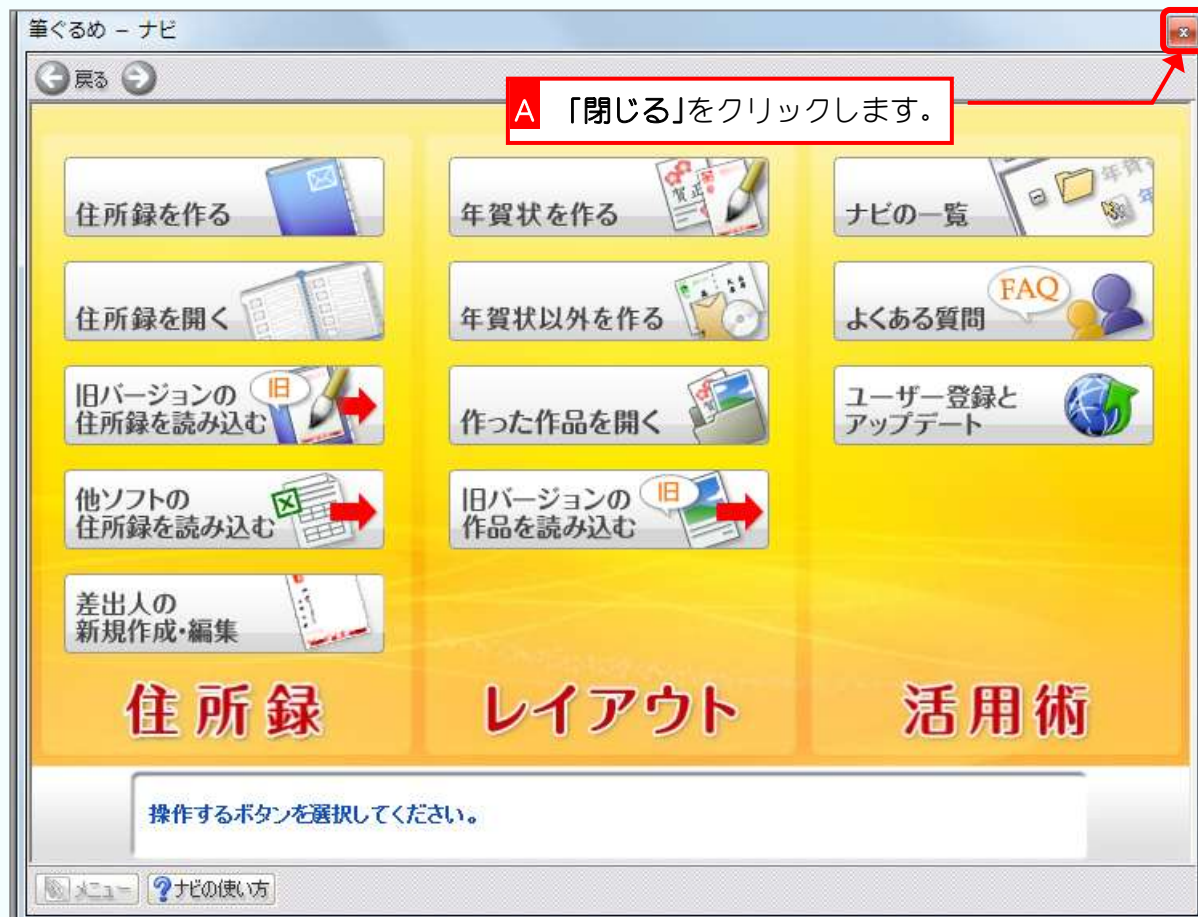 筆ぐるめ - ナビ
戻る
A 「閉じる」をクリックします。
住所録を作る
住所録を開く
旧バージョンの
住所録を読み込む
旧
他ソフトの
住所録を読み込む
差出人の
新規作成・編集
住所録
年賀状を作る
賀正
年賀状以外を作る
作った作品を開く
旧バージョンの
作品を読み込む
旧
レイアウト
ナビの一覧
年賀
年
よくある質問
FAQ
ユーザー登録と
アップデート
活用術
操作するボタンを選択してください。
メニュー
?ナビの使い方